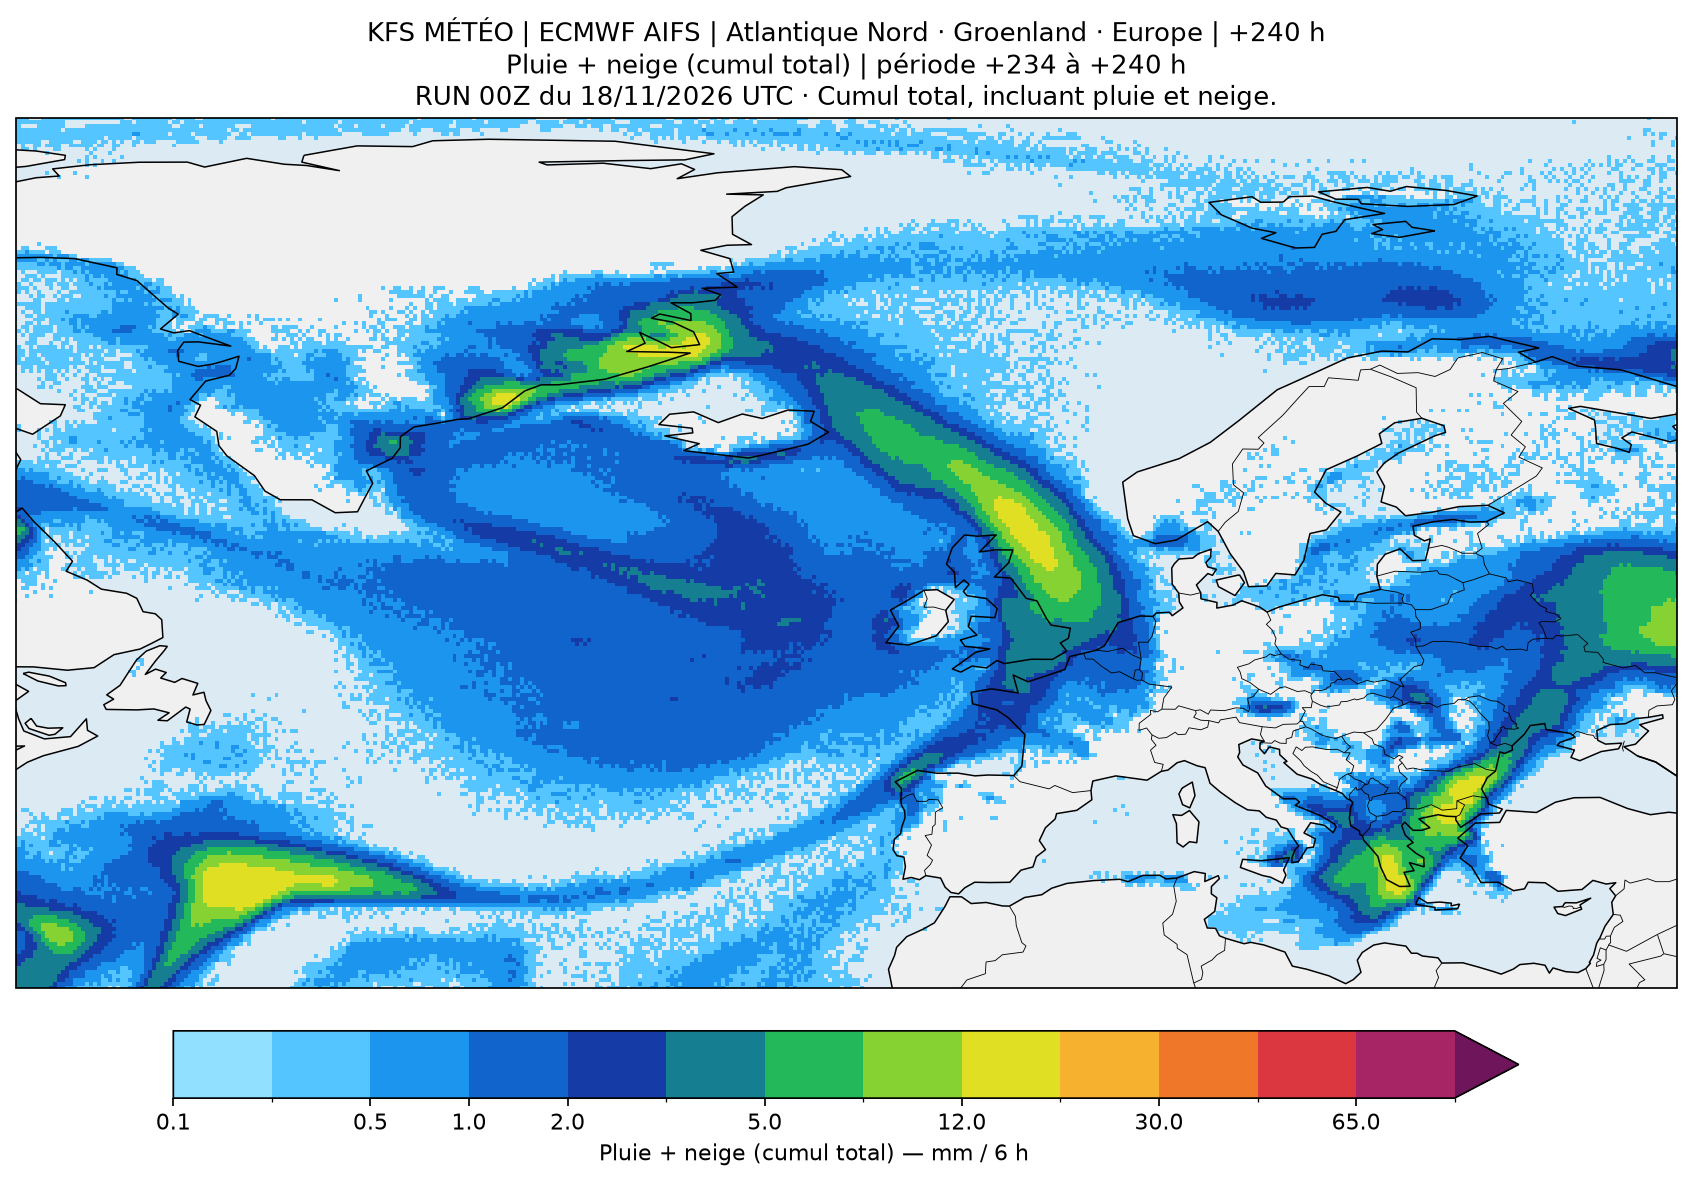 KFS MÉTÉO | ECMWF AIFS | Atlantique Nord · Groenland · Europe | +240 h
Pluie + neige (cumul total) | période +234 à +240 h
RUN 00Z du 18/11/2026 UTC · Cumul total, incluant pluie et neige.
0.1 0.5 1.0 2.0 5.0 12.0 30.0 65.0
Pluie + neige (cumul total) — mm / 6 h